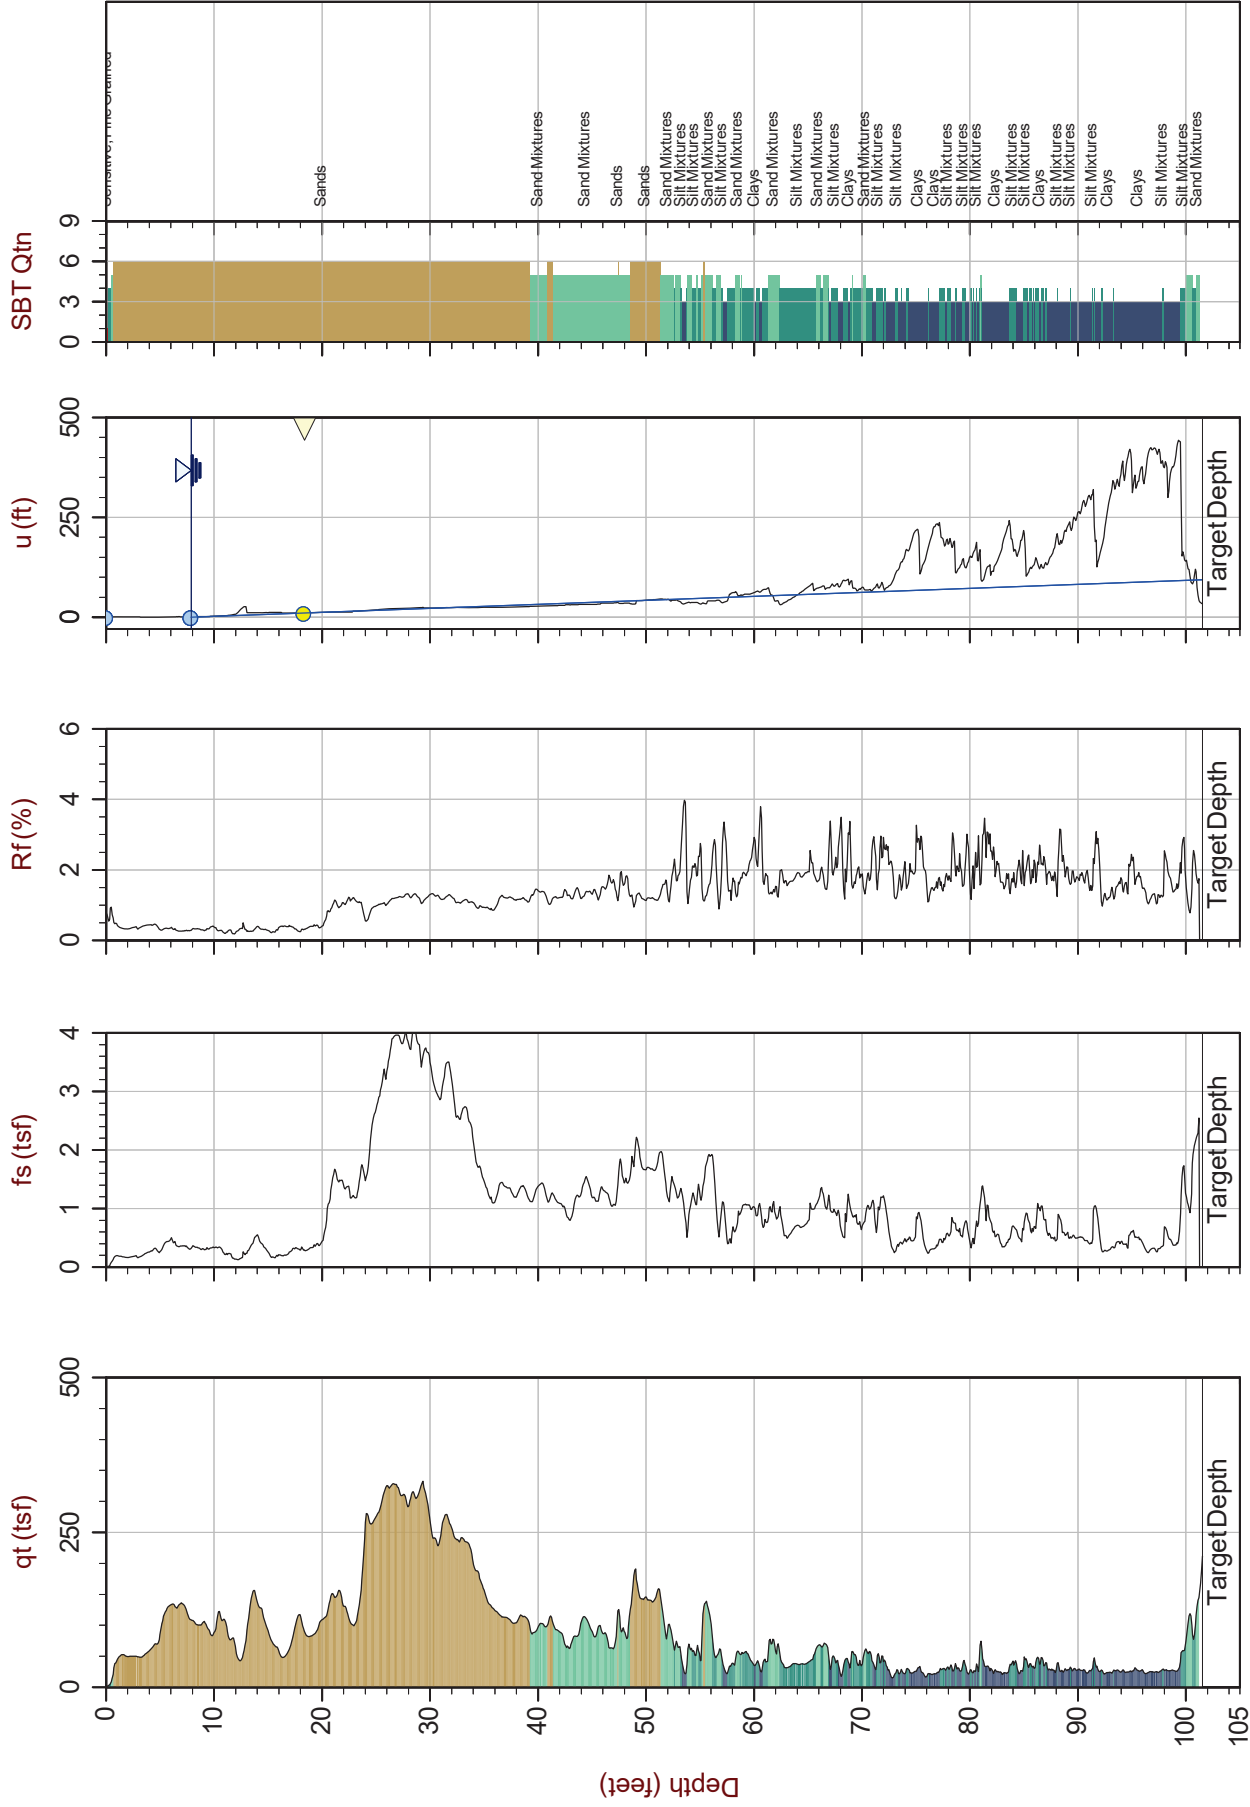 qt (tsf)
fs (tsf)
Rf (%)
u (ft)
SBT Qtn
0 250 500
0 1 2 3 4
0 2 4 6
0 250 500
0 3 6 9
Depth (feet)
0
10
20
30
40
50
60
70
80
90
100
105
Sensitive, Fine Grained
Sands
Sand Mixtures
Sand Mixtures
Sands
Sands
Sand Mixtures
Silt Mixtures
Silt Mixtures
Sand Mixtures
Silt Mixtures
Sand Mixtures
Clays
Sand Mixtures
Silt Mixtures
Sand Mixtures
Silt Mixtures
Clays
Sand Mixtures
Silt Mixtures
Silt Mixtures
Clays
Clays
Silt Mixtures
Silt Mixtures
Silt Mixtures
Clays
Silt Mixtures
Silt Mixtures
Clays
Silt Mixtures
Silt Mixtures
Silt Mixtures
Clays
Clays
Silt Mixtures
Silt Mixtures
Sand Mixtures
Target Depth
Target Depth
Target Depth
Target Depth